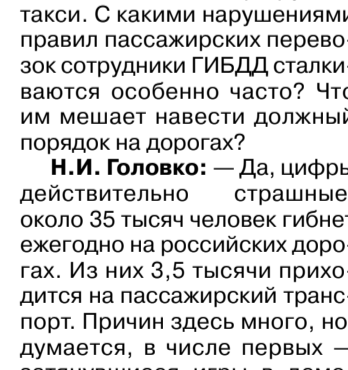 такси. С какими нарушениями
правил пассажирских перево-
зок сотрудники ГИБДД сталки-
ваются особенно часто? Что
им мешает навести должный
порядок на дорогах?
Н.И. Головко: — Да, цифры
действительно страшные
около 35 тысяч человек гибнет
ежегодно на российских доро-
гах. Из них 3,5 тысячи прихо-
дится на пассажирский транс-
порт. Причин здесь много, но
думается, в числе первых —